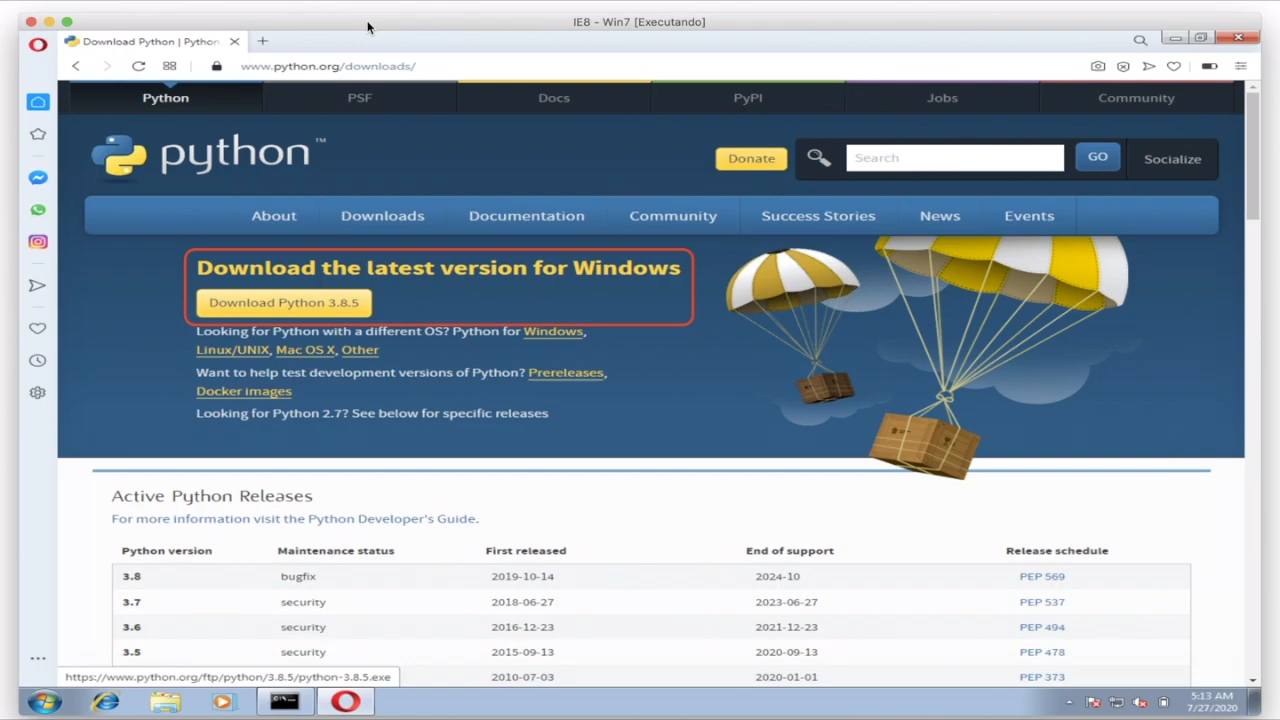 IE8 - Win7 [Executando]
Download Python | Python
www.python.org/downloads/
Python PSF Docs PyPI Jobs Community
python™
Donate Search GO Socialize
About Downloads Documentation Community Success Stories News Events
Download the latest version for Windows
Download Python 3.8.5
Looking for Python with a different OS? Python for Windows,
Linux/UNIX, Mac OS X, Other
Want to help test development versions of Python? Prereleases,
Docker images
Looking for Python 2.7? See below for specific releases
Active Python Releases
For more information visit the Python Developer's Guide.
Python version Maintenance status First released End of support Release schedule
3.8 bugfix 2019-10-14 2024-10 PEP 569
3.7 security 2018-06-27 2023-06-27 PEP 537
3.6 security 2016-12-23 2021-12-23 PEP 494
3.5 security 2015-09-13 2020-09-13 PEP 478
2010-07-03 2020-01-01 PEP 373
https://www.python.org/ftp/python/3.8.5/python-3.8.5.exe
5:13 AM
7/27/2020